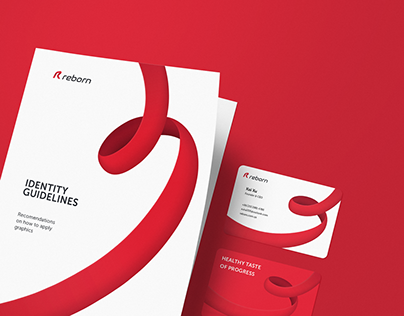 reborn
IDENTITY
GUIDELINES
Recomendations
on how to apply
graphics
reborn
HEALTHY TASTE
OF PROGRESS